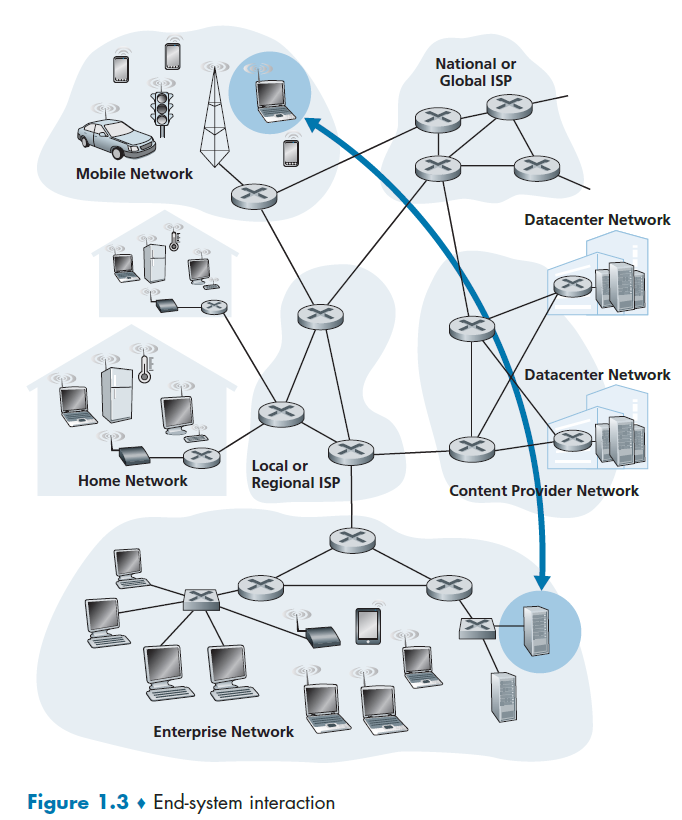 National or
Global ISP
Mobile Network
Datacenter Network
Datacenter Network
Home Network
Local or
Regional ISP
Content Provider Network
Enterprise Network
Figure 1.3 ♦ End-system interaction